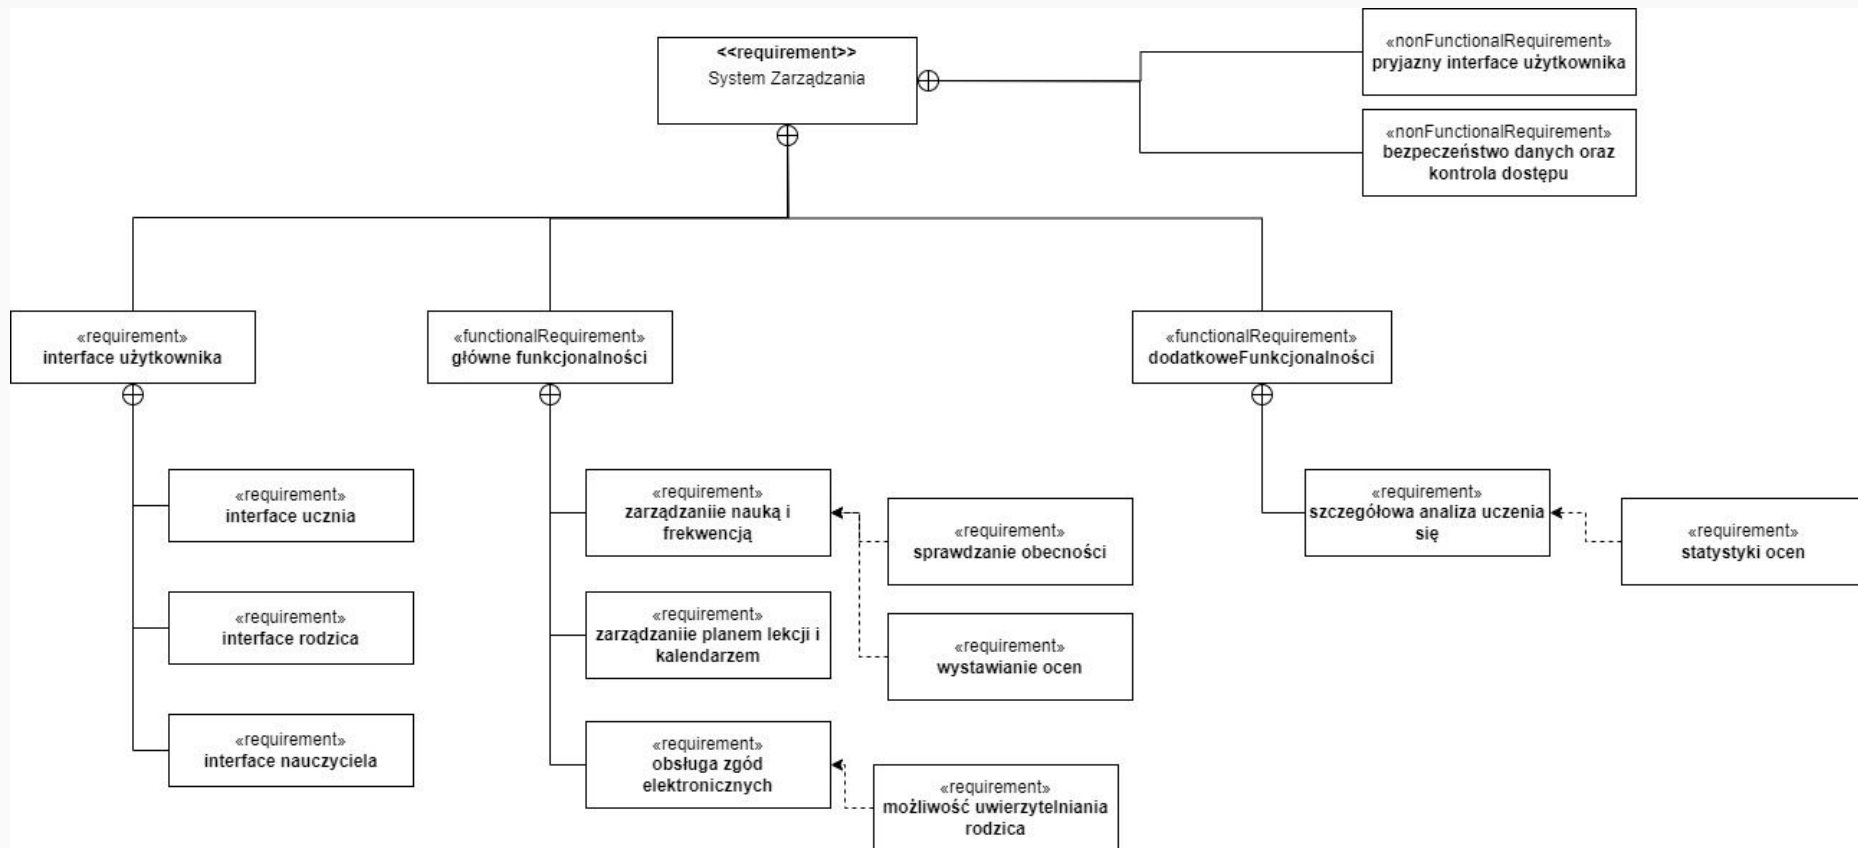 <<requirement>>
System Zarządzania
«nonFunctionalRequirement»
pryjazny interface użytkownika
«nonFunctionalRequirement»
bezpeczeństwo danych oraz
kontrola dostępu
«requirement»
interface użytkownika
«functionalRequirement»
główne funkcjonalności
«functionalRequirement»
dodatkoweFunkcjonalności
«requirement»
interface ucznia
«requirement»
interface rodzica
«requirement»
interface nauczyciela
«requirement»
zarządzaniie nauką i
frekwencją
«requirement»
sprawdzanie obecności
«requirement»
zarządzaniie planem lekcji i
kalendarzem
«requirement»
wystawianie ocen
«requirement»
obsługa zgód
elektronicznych
«requirement»
możliwość uwierzytelniania
rodzica
«requirement»
szczegółowa analiza uczenia
się
«requirement»
statystyki ocen